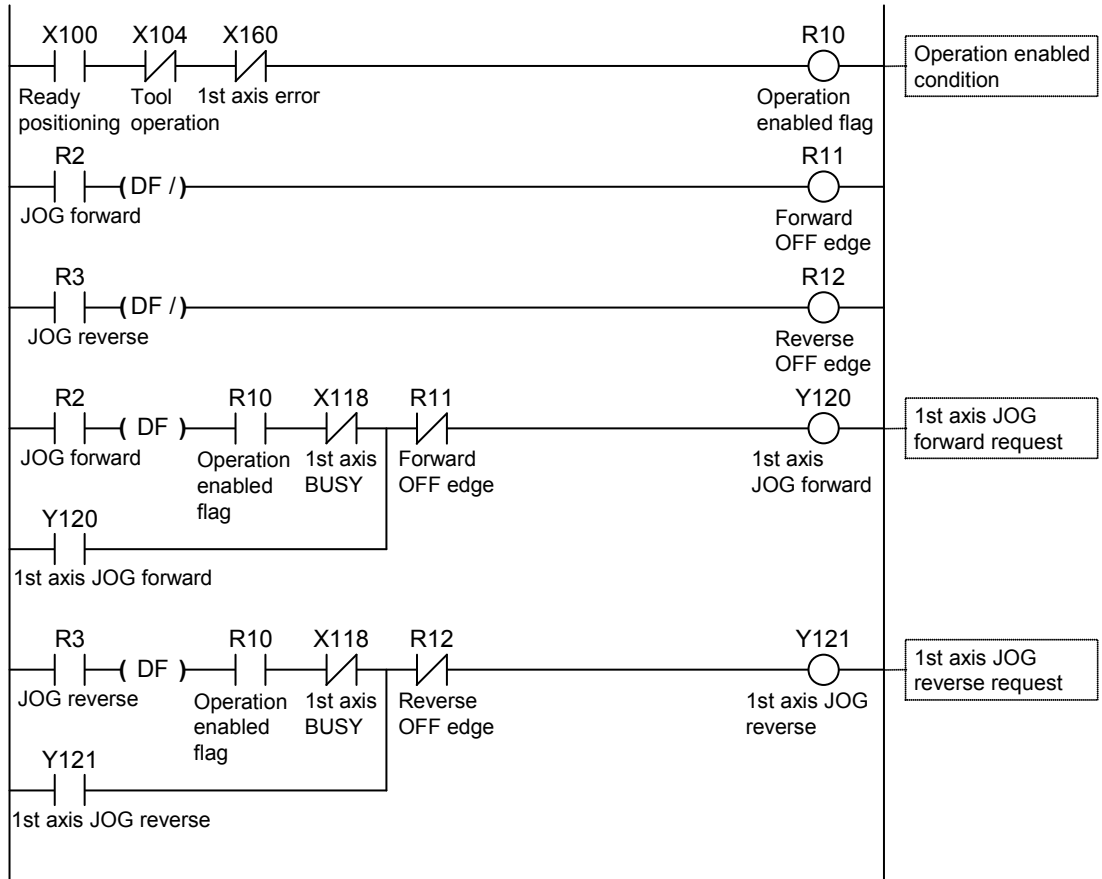 X100 X104 X160 R10
Operation enabled
condition
Ready Tool 1st axis error Operation
positioning operation enabled flag
R2 R11
( DF / )
JOG forward Forward
OFF edge
R3 R12
( DF / )
JOG reverse Reverse
OFF edge
R2 R10 X118 R11 Y120
( DF )
1st axis JOG
forward request
JOG forward Operation 1st axis Forward 1st axis
enabled BUSY OFF edge JOG forward
flag
Y120
1st axis JOG forward
R3 R10 X118 R12 Y121
( DF )
1st axis JOG
reverse request
JOG reverse Operation 1st axis Reverse 1st axis JOG
enabled BUSY OFF edge reverse
flag
Y121
1st axis JOG reverse